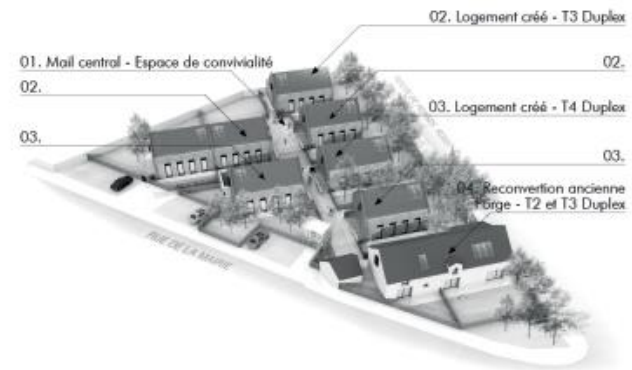 02. Logement créé - T3 Duplex
01. Mail central - Espace de convivialité
02.
02.
03. Logement créé - T4 Duplex
03.
03.
04. Reconvertion ancienne
Forge - T2 et T3 Duplex
RUE DE LA MAIRIE